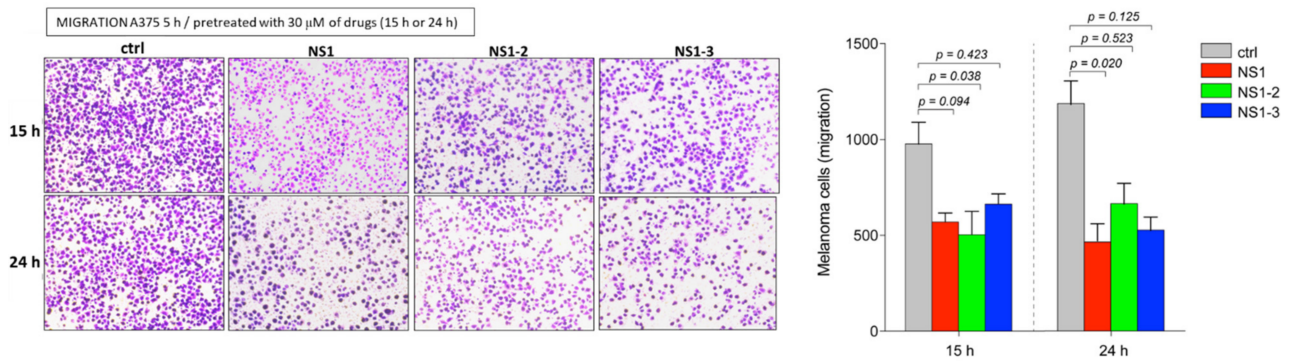 MIGRATION A375 5 h / pretreated with 30 µM of drugs (15 h or 24 h)
ctrl
NS1
NS1-2
NS1-3
15 h
24 h
Melanoma cells (migration)
1500
1000
500
0
p = 0.423
p = 0.038
p = 0.094
p = 0.125
p = 0.523
p = 0.020
15 h
24 h
ctrl
NS1
NS1-2
NS1-3